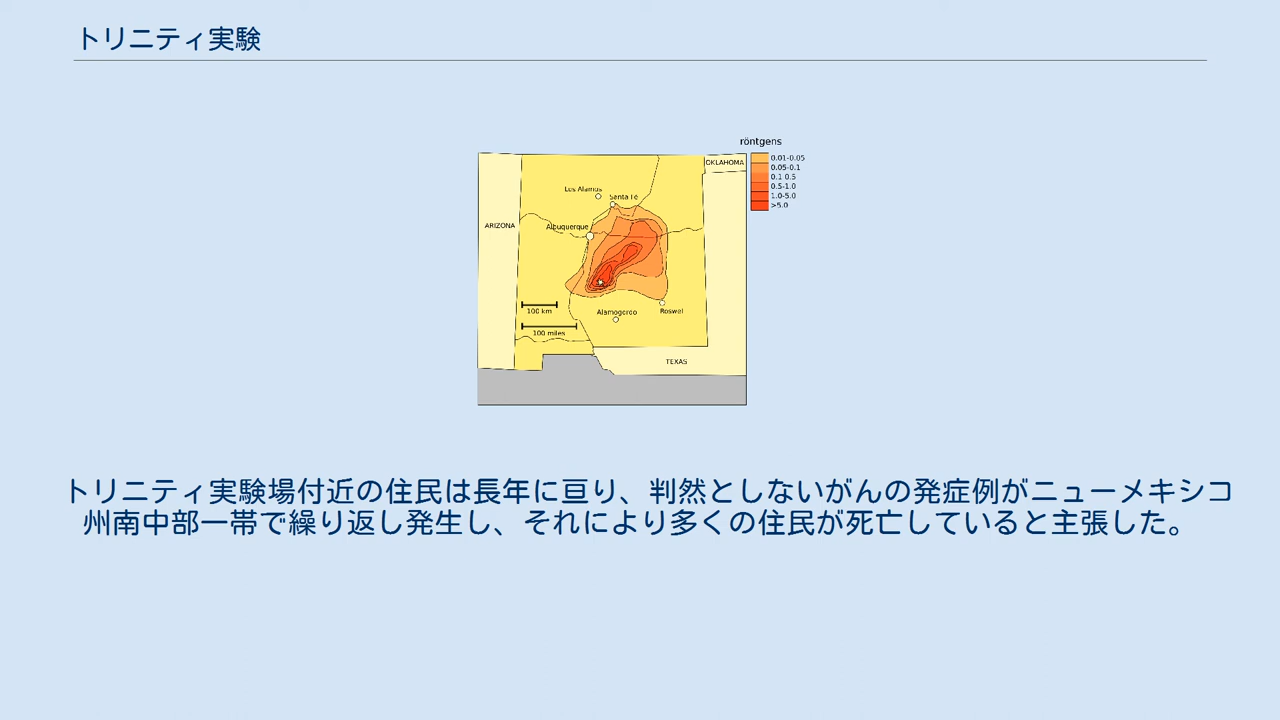 トリニティ実験
röntgens
0.01-0.05
0.05-0.1
0.1 0.5
0.5-1.0
1.0-5.0
>5.0
OKLAHOMA
Los Alamos
Santa Fé
ARIZONA
Albuquerque
100 km
Alamogordo
Roswell
100 miles
TEXAS
トリニティ実験場付近の住民は長年に亘り、判然としないがんの発症例がニューメキシコ
州南中部一帯で繰り返し発生し、それにより多くの住民が死亡していると主張した。